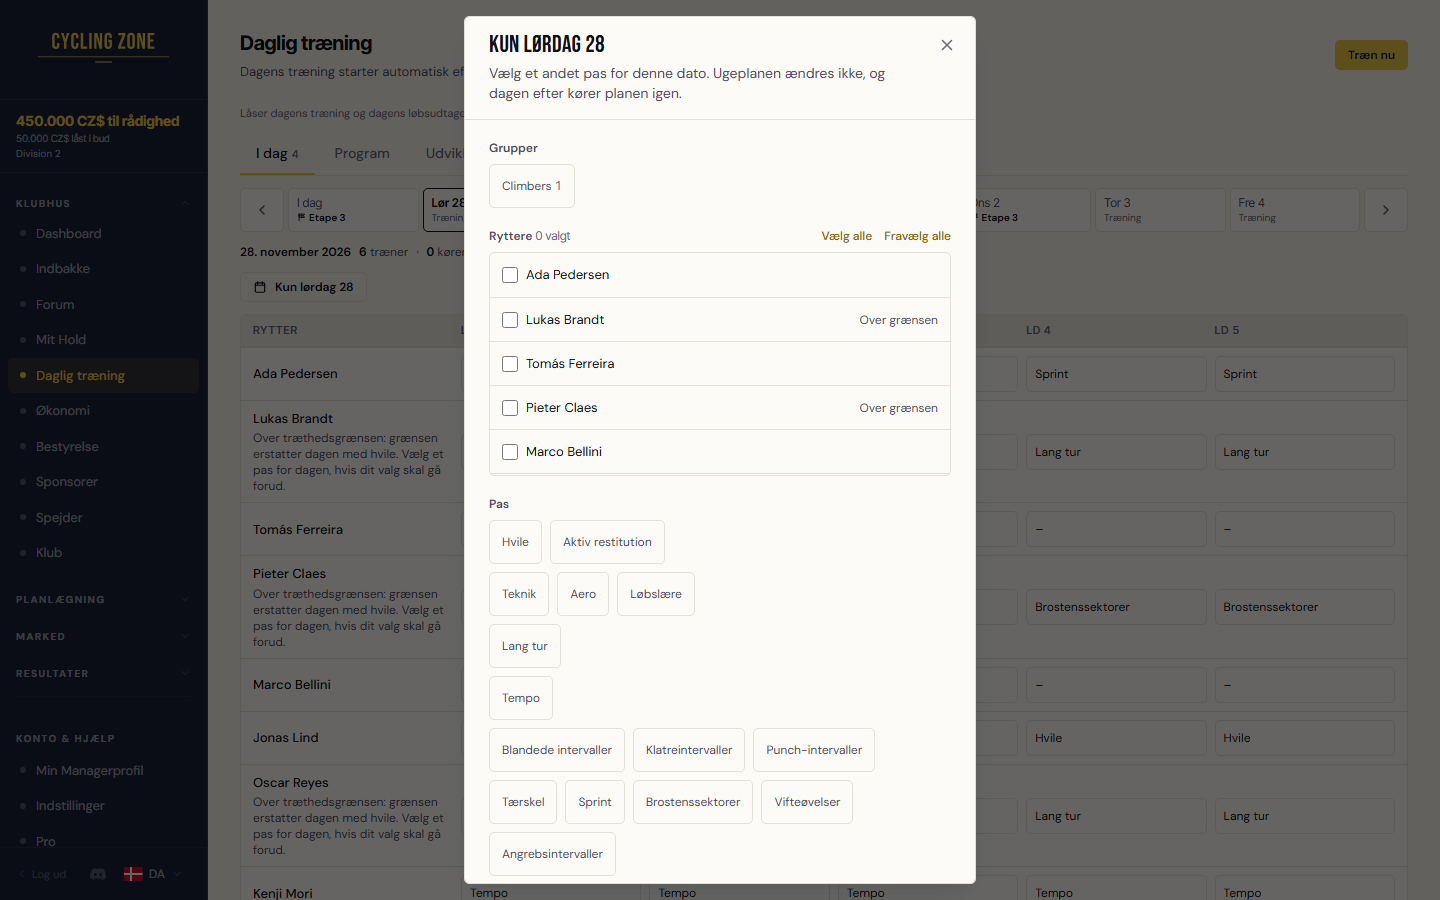 CYCLING ZONE
450.000 CZ$ til rådighed
50.000 CZ$ låst i bud
Division 2
KLUBHUS
Dashboard
Indbakke
Forum
Mit Hold
Daglig træning
Økonomi
Bestyrelse
Sponsorer
Spejder
Klub
PLANLÆGNING
MARKED
RESULTATER
KONTO & HJÆLP
Min Managerprofil
Indstillinger
Pro
Log ud
DA
Daglig træning
Træn nu
Dagens træning starter automatisk
Låser dagens træning og dagens
I dag 4
Program
I dag
Etape 3
Lør 28
Etape 3
Tor 3
Træning
Fre 4
Træning
28. november 2026 6 træner · 0
Kun lørdag 28
RYTTER
LD 4
LD 5
Ada Pedersen
Sprint
Sprint
Lukas Brandt
Over træthedsgrænsen: grænsen
erstatter dagen med hvile. Vælg et
pas for dagen, hvis dit valg skal gå
forud.
Lang tur
Lang tur
Tomás Ferreira
–
–
Pieter Claes
Over træthedsgrænsen: grænsen
erstatter dagen med hvile. Vælg et
pas for dagen, hvis dit valg skal gå
forud.
Brostenssektorer
Brostenssektorer
Marco Bellini
–
–
Jonas Lind
Hvile
Hvile
Oscar Reyes
Over træthedsgrænsen: grænsen
erstatter dagen med hvile. Vælg et
pas for dagen, hvis dit valg skal gå
forud.
Lang tur
Lang tur
Kenji Mori
Tempo
Tempo
Tempo
Tempo
Tempo
KUN LØRDAG 28
Vælg et andet pas for denne dato. Ugeplanen ændres ikke, og
dagen efter kører planen igen.
Grupper
Climbers 1
Ryttere 0 valgt
Vælg alle
Fravælg alle
Ada Pedersen
Lukas Brandt
Over grænsen
Tomás Ferreira
Pieter Claes
Over grænsen
Marco Bellini
Pas
Hvile
Aktiv restitution
Teknik
Aero
Løbslære
Lang tur
Tempo
Blandede intervaller
Klatreintervaller
Punch-intervaller
Tærskel
Sprint
Brostenssektorer
Vifteøvelser
Angrebsintervaller